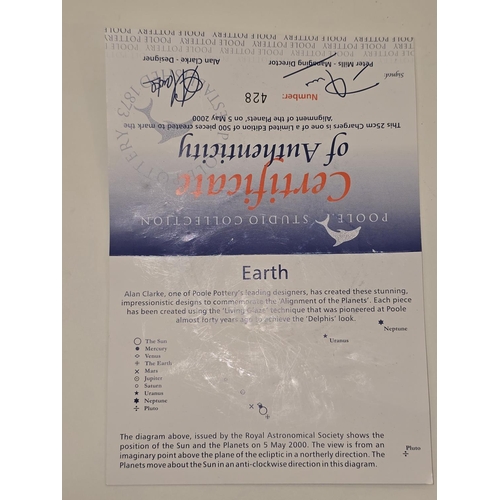 POOLE STUDIO COLLECTION
Certificate
of Authenticity
This 25cm Chargers is one of a Limited Edition of 500 pieces created to mark the
'Alignment of the Planets', on 5 May 2000
Number: 428
Signed
Peter Mills - Managing Director
Alan Clarke - Designer
POOLE POTTERY POOLE POTTERY POOLE POTTERY POOLE POTTERY
Earth
Alan Clarke, one of Poole Pottery's leading designers, has created these stunning,
impressionistic designs to commemorate the 'Alignment of the Planets'. Each piece
has been created using the 'Living Glaze' technique that was pioneered at Poole
almost forty years ago to achieve the 'Delphis' look.
Neptune
Uranus
The Sun
Mercury
Venus
The Earth
Mars
Jupiter
Saturn
Uranus
Neptune
Pluto
The diagram above, issued by the Royal Astronomical Society shows the
position of the Sun and the Planets on 5 May 2000. The view is from an
imaginary point above the plane of the ecliptic in a northerly direction. The
Planets move about the Sun in an anti-clockwise direction in this diagram.
Pluto